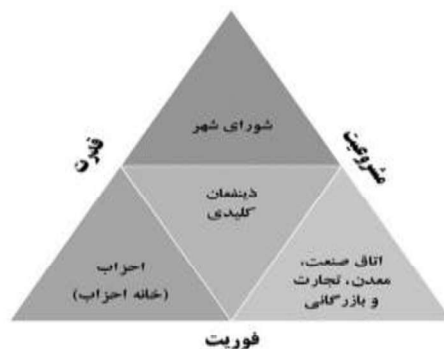 شورای شهر
قدرت
مشروعیت
ذینفعان
کلیدی
احزاب
(خانه احزاب)
اتاق صنعت،
معدن، تجارت
و بازرگانی
فوریت